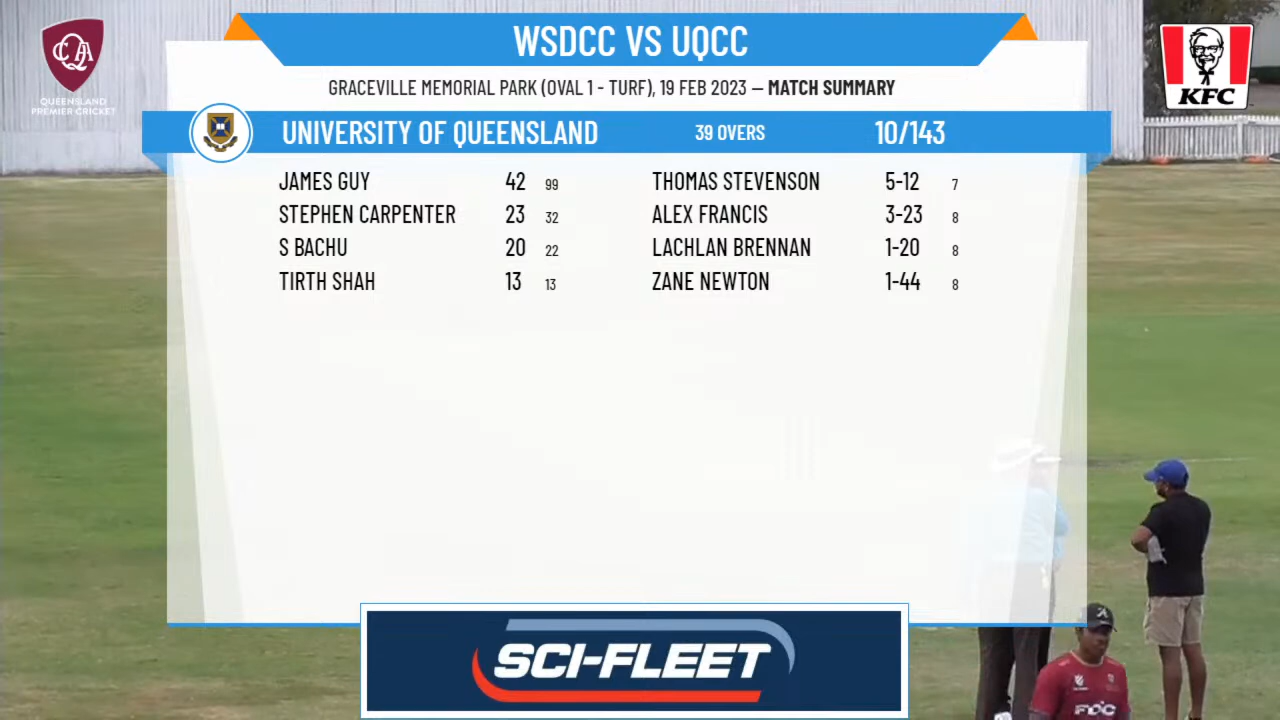 WSDCC VS UQCC
QUEENSLAND
PREMIER CRICKET
KFC
GRACEVILLE MEMORIAL PARK (OVAL 1 - TURF), 19 FEB 2023 — MATCH SUMMARY
UNIVERSITY OF QUEENSLAND 39 OVERS 10/143
JAMES GUY 42 99 THOMAS STEVENSON 5-12 7
STEPHEN CARPENTER 23 32 ALEX FRANCIS 3-23 8
S BACHU 20 22 LACHLAN BRENNAN 1-20 8
TIRTH SHAH 13 13 ZANE NEWTON 1-44 8
SCI-FLEET